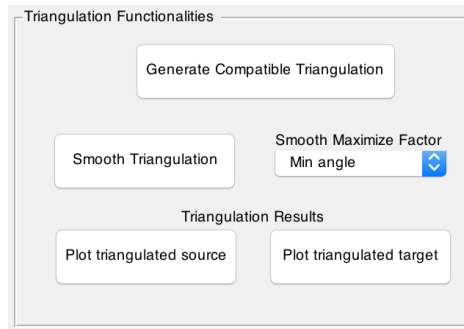 Triangulation Functionalities
Generate Compatible Triangulation
Smooth Maximize Factor
Smooth Triangulation
Min angle
Triangulation Results
Plot triangulated source
Plot triangulated target